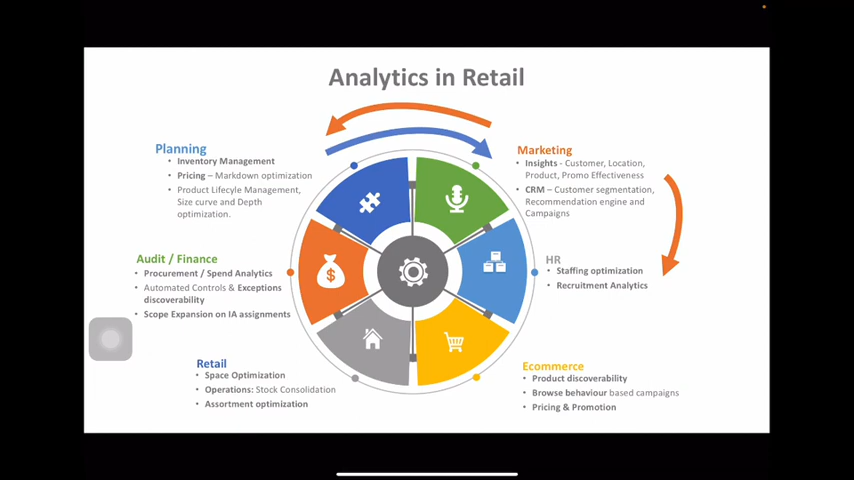 Analytics in Retail
Planning
• Inventory Management
• Pricing – Markdown optimization
• Product Lifecyle Management,
Size curve and Depth
optimization.
Marketing
• Insights - Customer, Location,
Product, Promo Effectiveness
• CRM – Customer segmentation,
Recommendation engine and
Campaigns
Audit / Finance
• Procurement / Spend Analytics
• Automated Controls & Exceptions
discoverability
• Scope Expansion on IA assignments
$
HR
• Staffing optimization
• Recruitment Analytics
Retail
• Space Optimization
• Operations: Stock Consolidation
• Assortment optimization
Ecommerce
• Product discoverability
• Browse behaviour based campaigns
• Pricing & Promotion